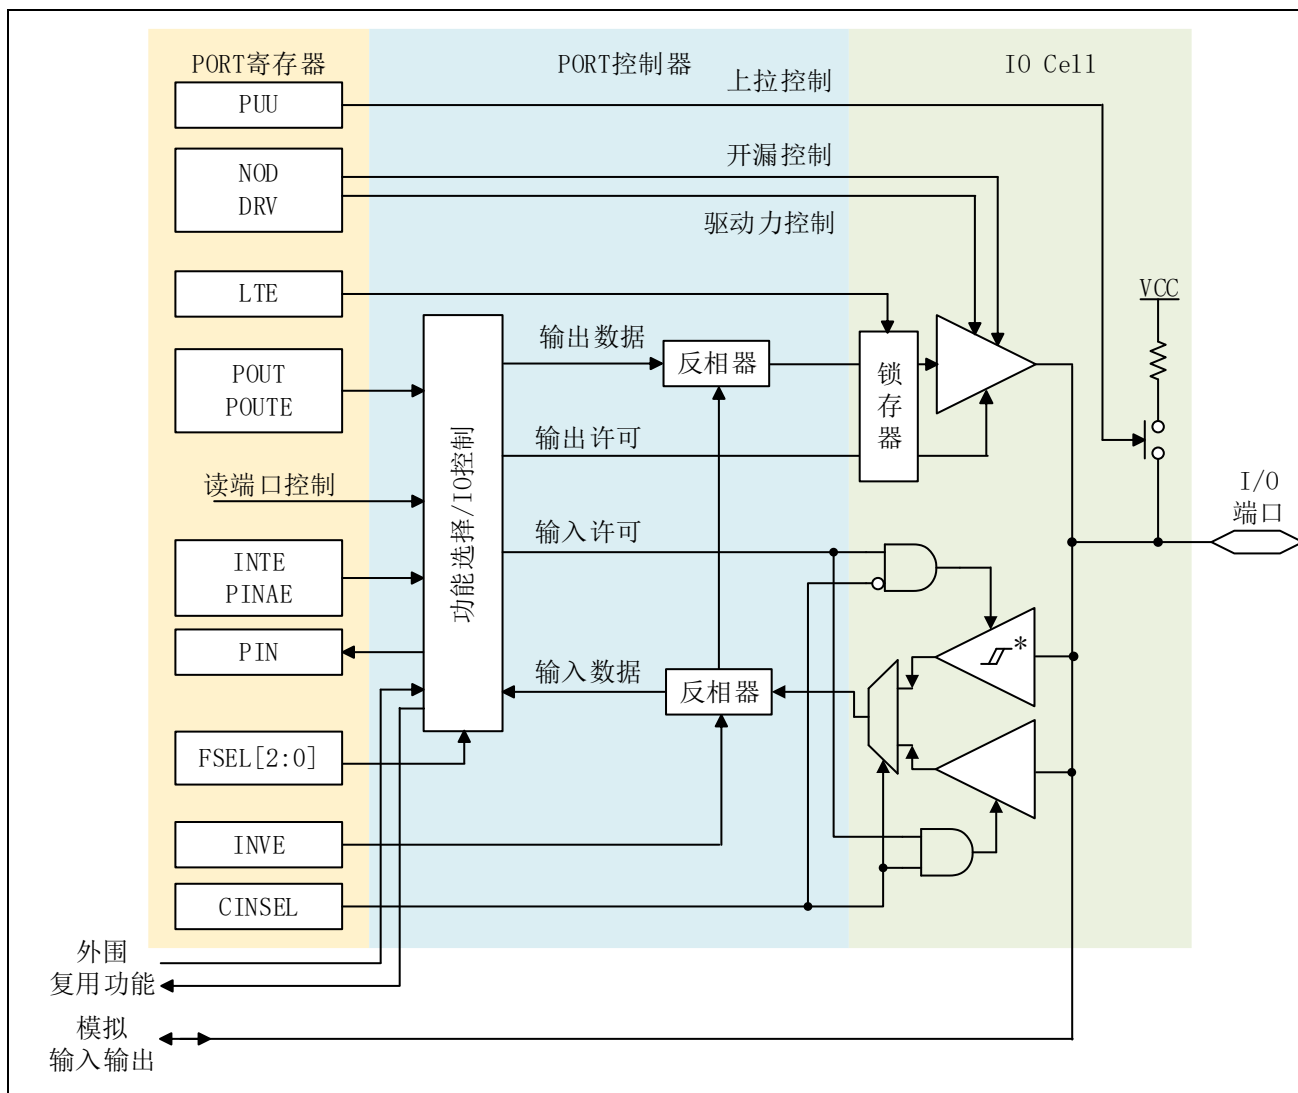 PORT寄存器
PORT控制器
IO Cell
PUU
上拉控制
NOD
DRV
开漏控制
驱动力控制
LTE
VCC
POUT
POUTE
输出数据
反相器
锁存器
输出许可
功能选择/IO控制
读端口控制
I/O
端口
INTE
PINAE
输入许可
PIN
输入数据
反相器
*
FSEL[2:0]
INVE
CINSEL
外围
复用功能
模拟
输入输出